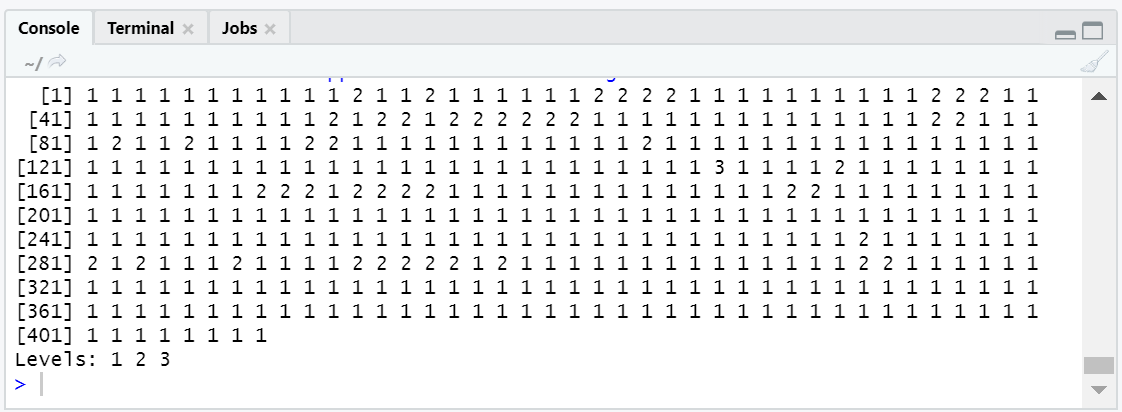 Console Terminal Jobs
~/
[1] 1 1 1 1 1 1 1 1 1 1 1 2 1 1 2 1 1 1 1 1 1 2 2 2 2 1 1 1 1 1 1 1 1 1 1 2 2 2 1 1
[41] 1 1 1 1 1 1 1 1 1 1 2 1 2 2 1 2 2 2 2 2 2 1 1 1 1 1 1 1 1 1 1 1 1 1 1 2 2 1 1 1
[81] 1 2 1 1 2 1 1 1 1 2 2 1 1 1 1 1 1 1 1 1 1 1 1 2 1 1 1 1 1 1 1 1 1 1 1 1 1 1 1 1
[121] 1 1 1 1 1 1 1 1 1 1 1 1 1 1 1 1 1 1 1 1 1 1 1 1 1 1 3 1 1 1 1 2 1 1 1 1 1 1 1 1
[161] 1 1 1 1 1 1 1 2 2 2 1 2 2 2 2 1 1 1 1 1 1 1 1 1 1 1 1 1 1 2 2 1 1 1 1 1 1 1 1 1
[201] 1 1 1 1 1 1 1 1 1 1 1 1 1 1 1 1 1 1 1 1 1 1 1 1 1 1 1 1 1 1 1 1 1 1 1 1 1 1 1 1
[241] 1 1 1 1 1 1 1 1 1 1 1 1 1 1 1 1 1 1 1 1 1 1 1 1 1 1 1 1 1 1 1 1 2 1 1 1 1 1 1 1
[281] 2 1 2 1 1 1 2 1 1 1 1 2 2 2 2 2 1 2 1 1 1 1 1 1 1 1 1 1 1 1 1 1 2 2 1 1 1 1 1 1
[321] 1 1 1 1 1 1 1 1 1 1 1 1 1 1 1 1 1 1 1 1 1 1 1 1 1 1 1 1 1 1 1 1 1 1 1 1 1 1 1 1
[361] 1 1 1 1 1 1 1 1 1 1 1 1 1 1 1 1 1 1 1 1 1 1 1 1 1 1 1 1 1 1 1 1 1 1 1 1 1 1 1 1
[401] 1 1 1 1 1 1 1 1
Levels: 1 2 3
>